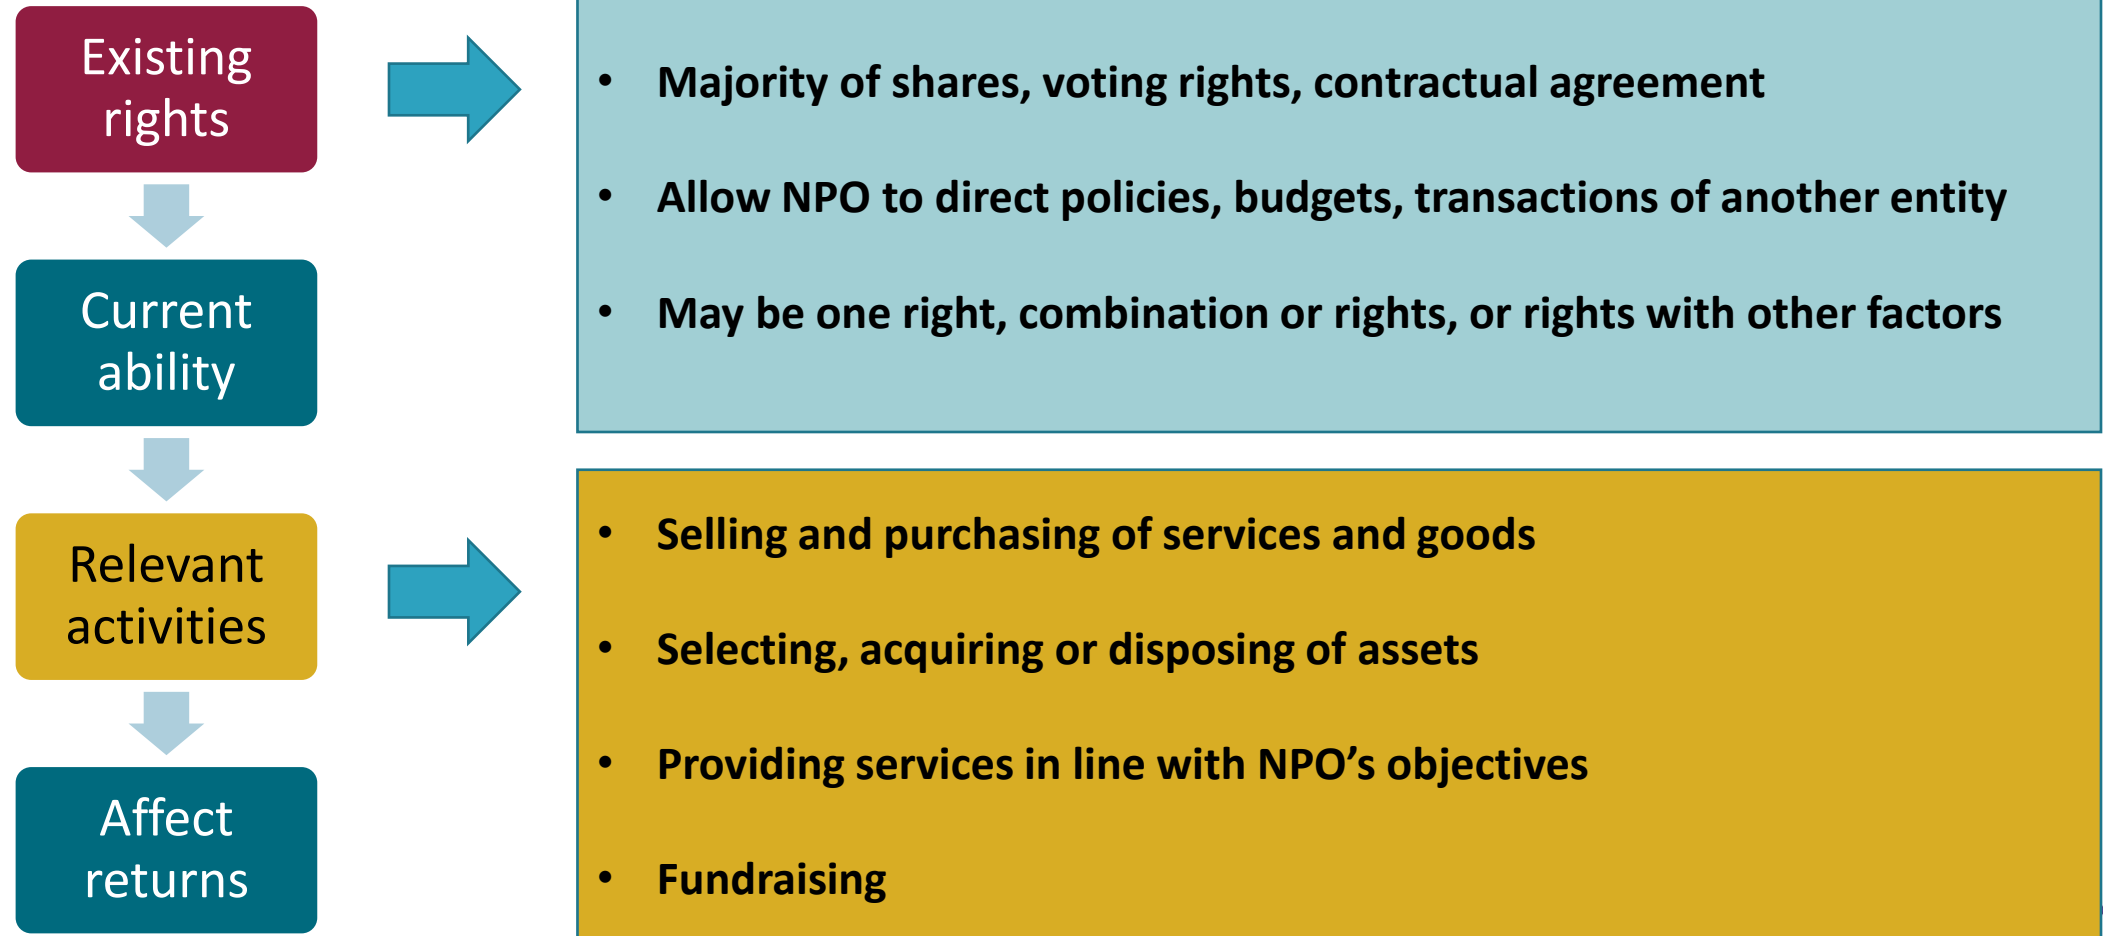 Existing
rights
• Majority of shares, voting rights, contractual agreement
• Allow NPO to direct policies, budgets, transactions of another entity
• May be one right, combination or rights, or rights with other factors
Current
ability
Relevant
activities
• Selling and purchasing of services and goods
• Selecting, acquiring or disposing of assets
• Providing services in line with NPO’s objectives
• Fundraising
Affect
returns